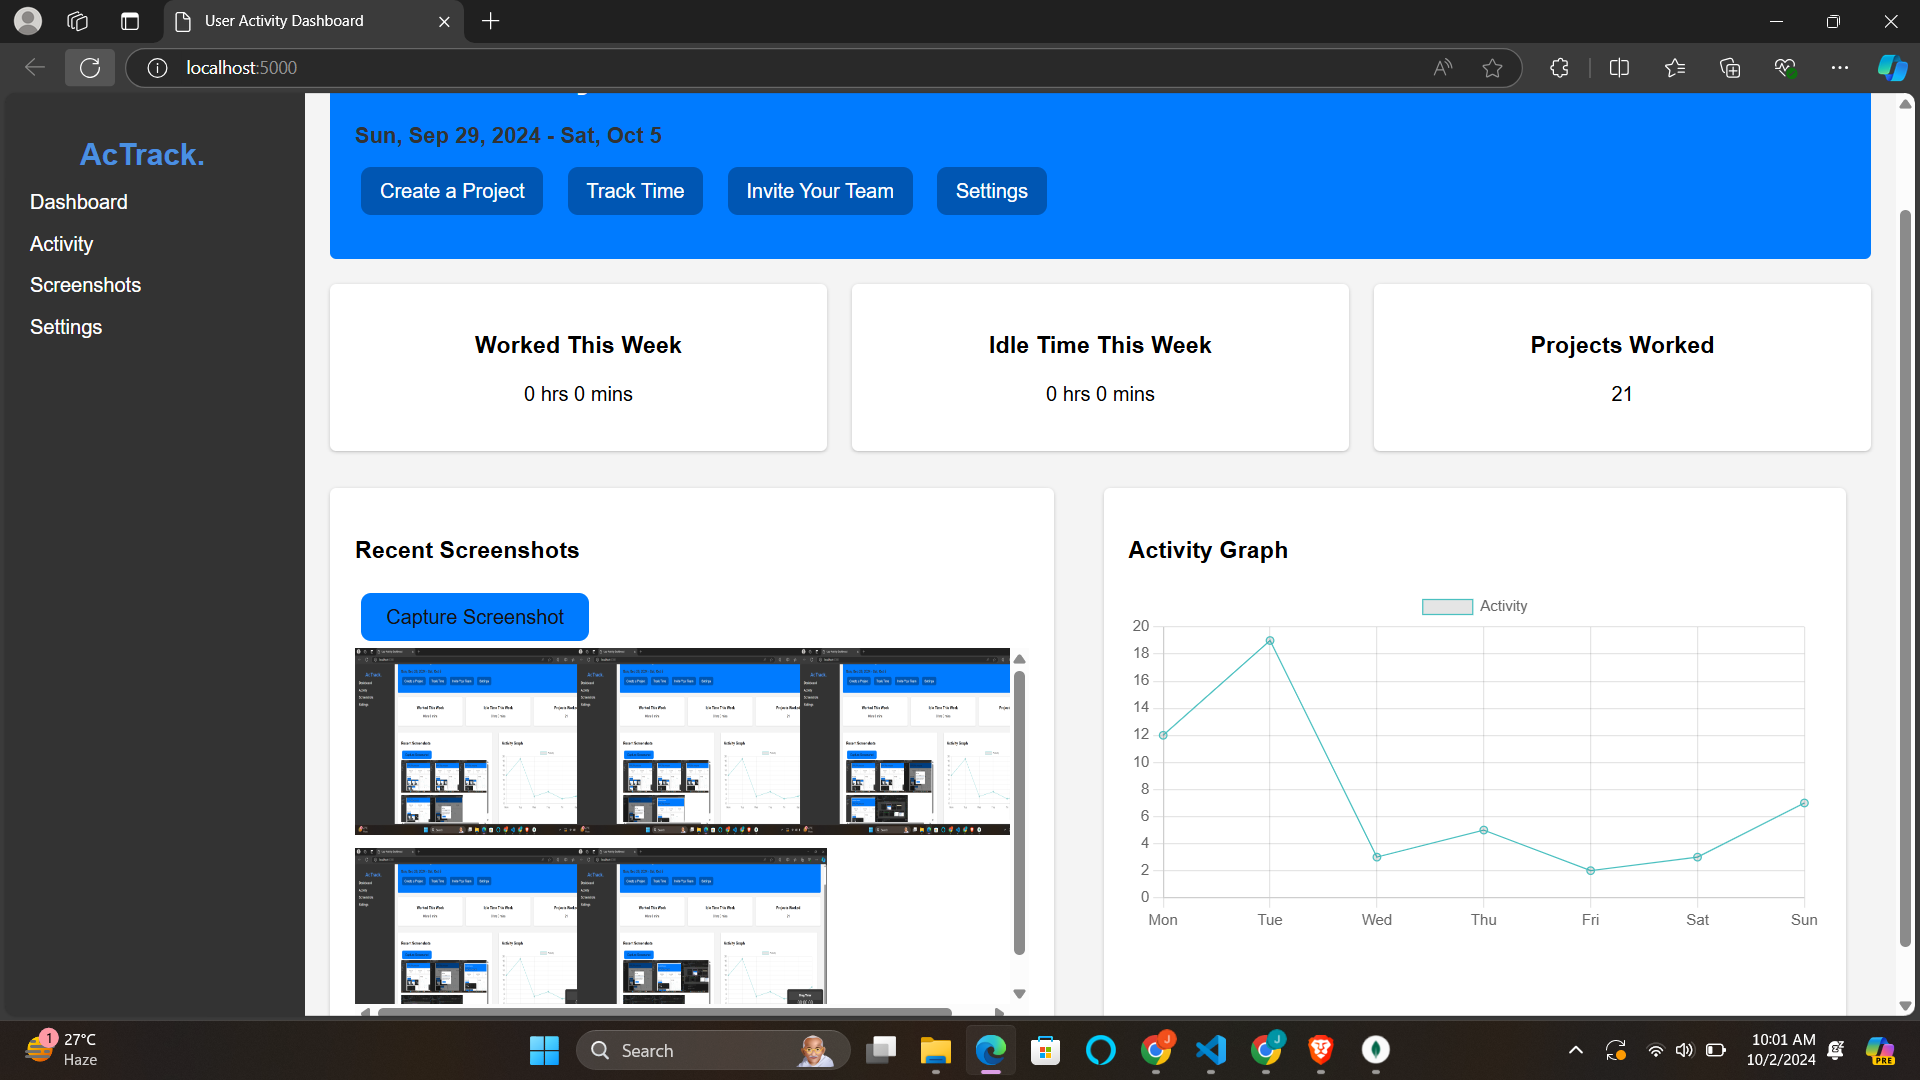 User Activity Dashboard
localhost:5000
AcTrack.
Dashboard
Activity
Screenshots
Settings
Sun, Sep 29, 2024 - Sat, Oct 5
Create a Project
Track Time
Invite Your Team
Settings
Worked This Week
0 hrs 0 mins
Idle Time This Week
0 hrs 0 mins
Projects Worked
21
Recent Screenshots
Capture Screenshot
Activity Graph
Activity
20
18
16
14
12
10
8
6
4
2
0
Mon Tue Wed Thu Fri Sat Sun
1
27°C
Haze
Search
J
J
PRE
10:01 AM
10/2/2024